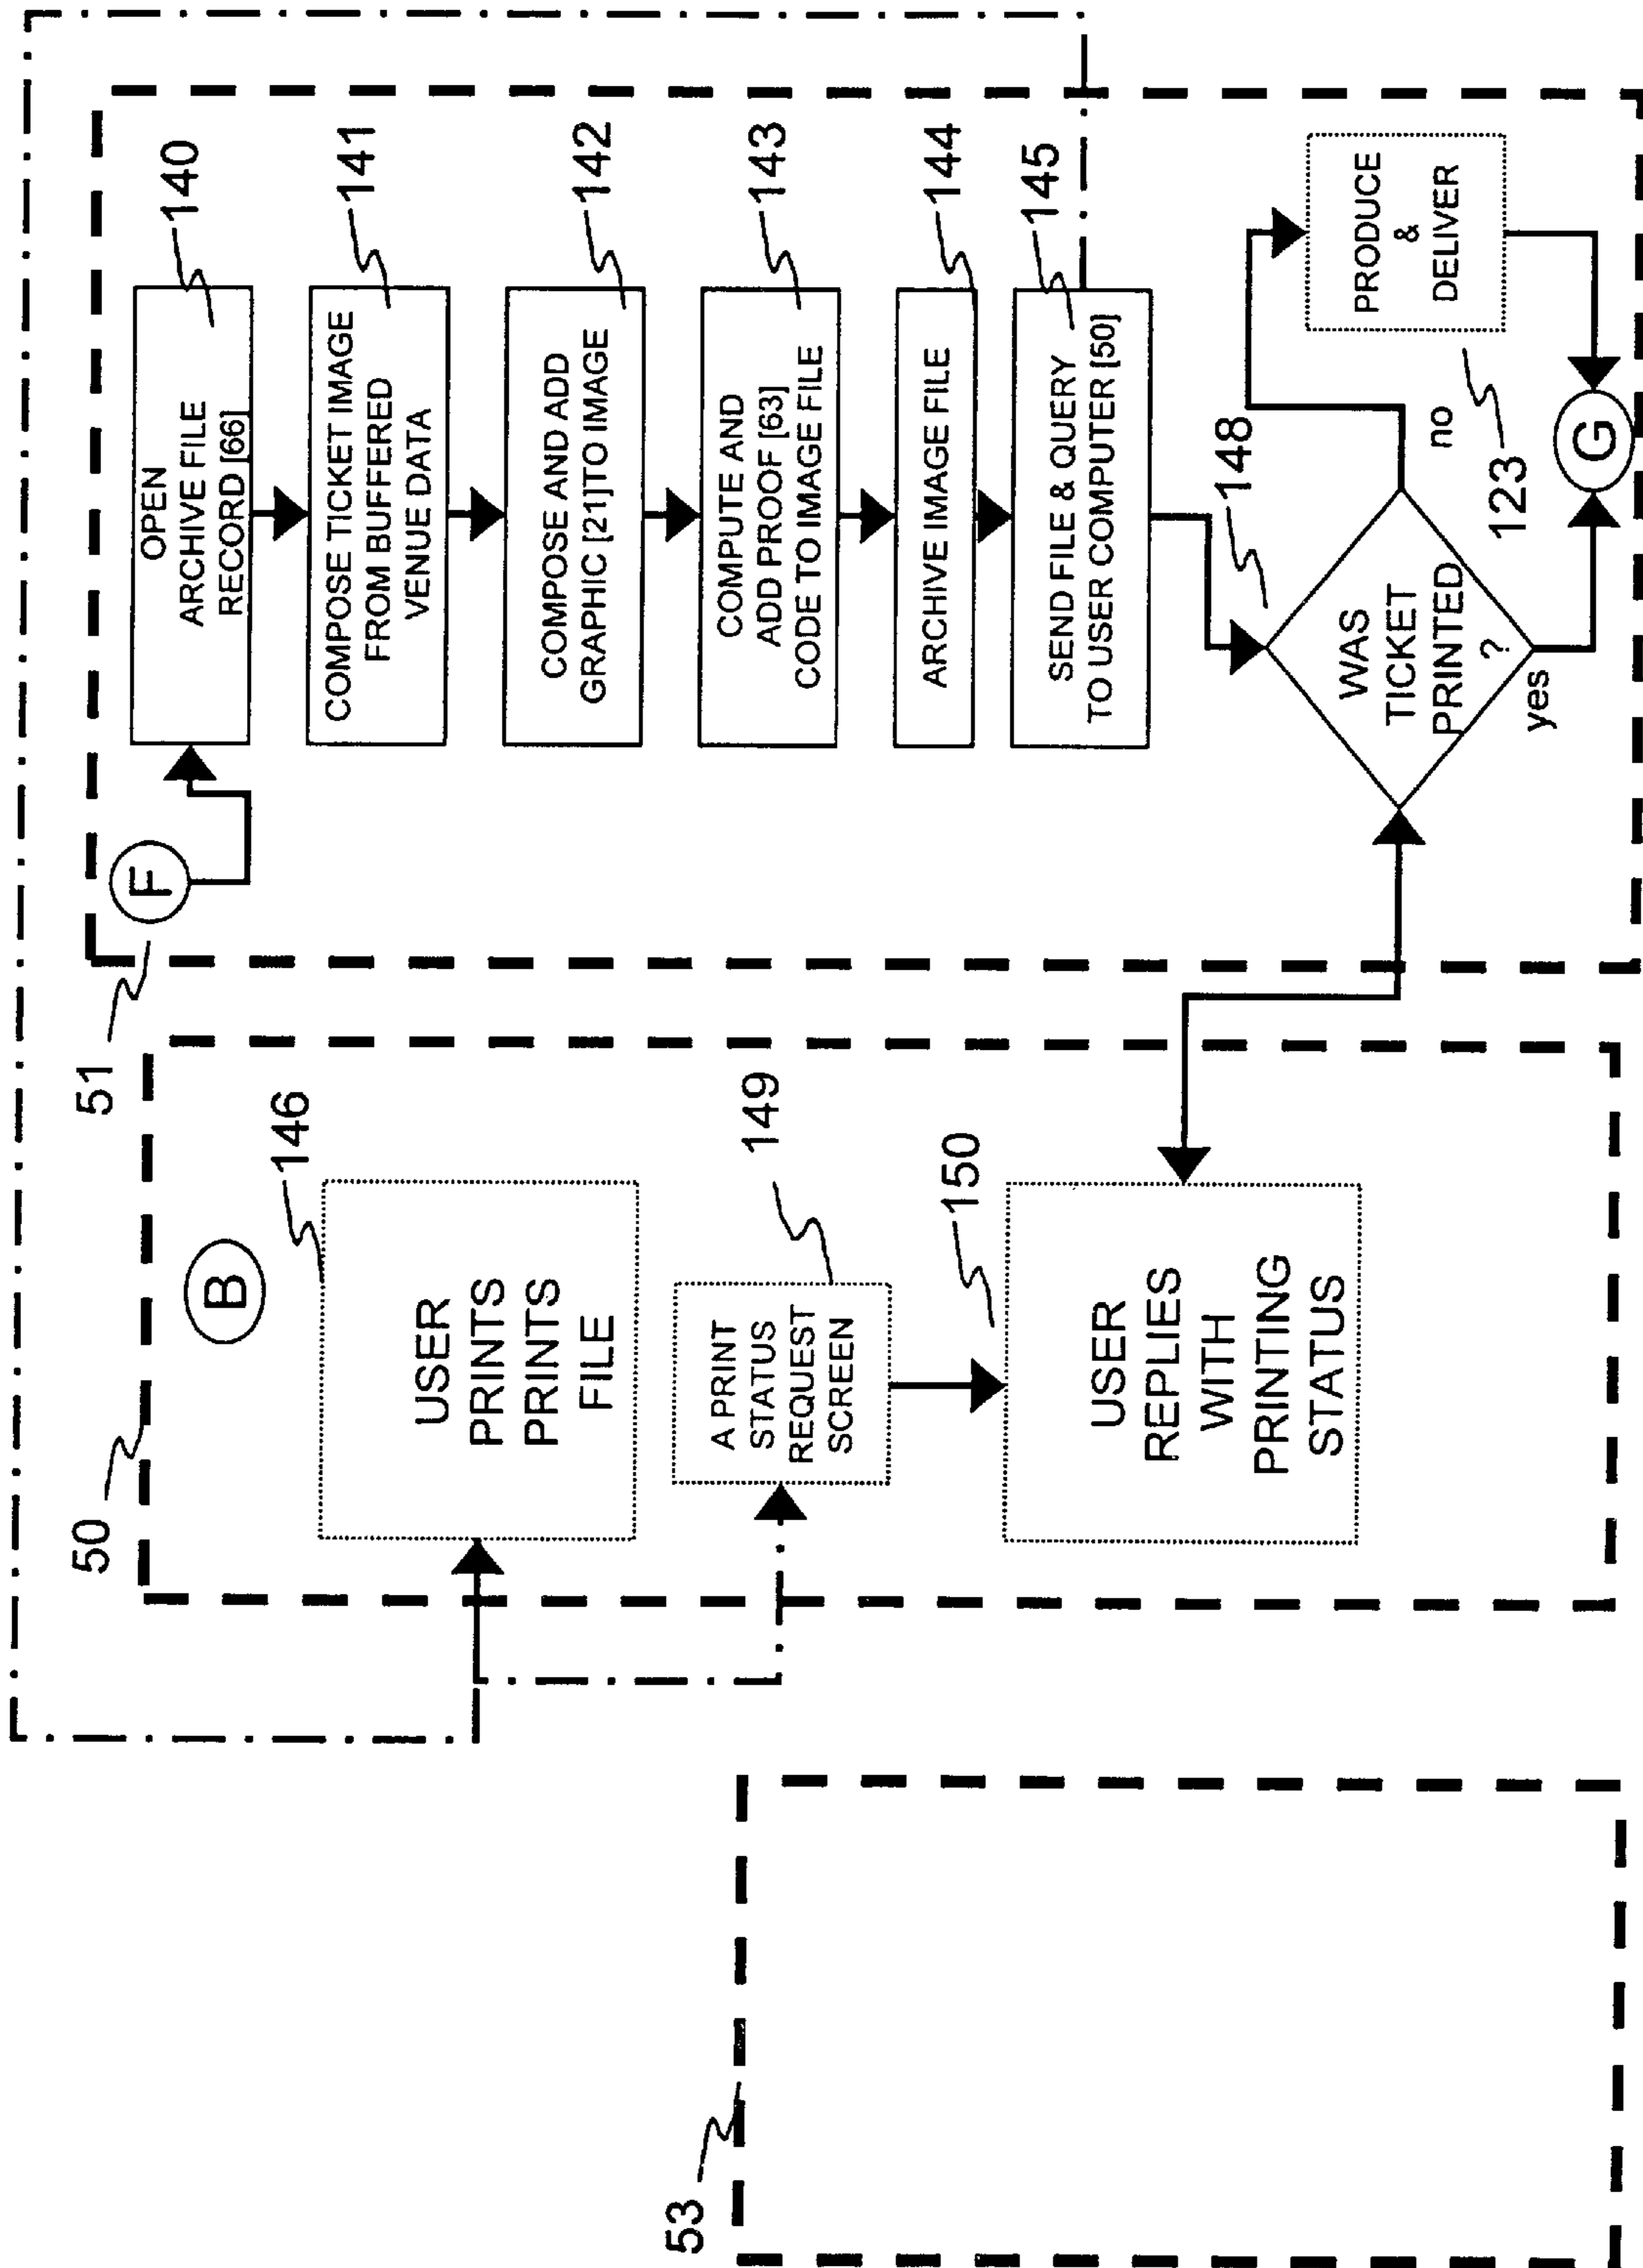 53
50
B
USER
PRINTS
PRINTS
FILE
146
A PRINT
STATUS
REQUEST
SCREEN
149
USER
REPLIES
WITH
PRINTING
STATUS
150
51
F
OPEN
ARCHIVE FILE
RECORD [66]
140
COMPOSE TICKET IMAGE
FROM BUFFERED
VENUE DATA
141
COMPOSE AND ADD
GRAPHIC [21]TO IMAGE
142
COMPUTE AND
ADD PROOF [63]
CODE TO IMAGE FILE
143
ARCHIVE IMAGE FILE
144
SEND FILE & QUERY
TO USER COMPUTER [50]
145
WAS
TICKET
PRINTED
?
148
yes
no
PRODUCE
&
DELIVER
123
G